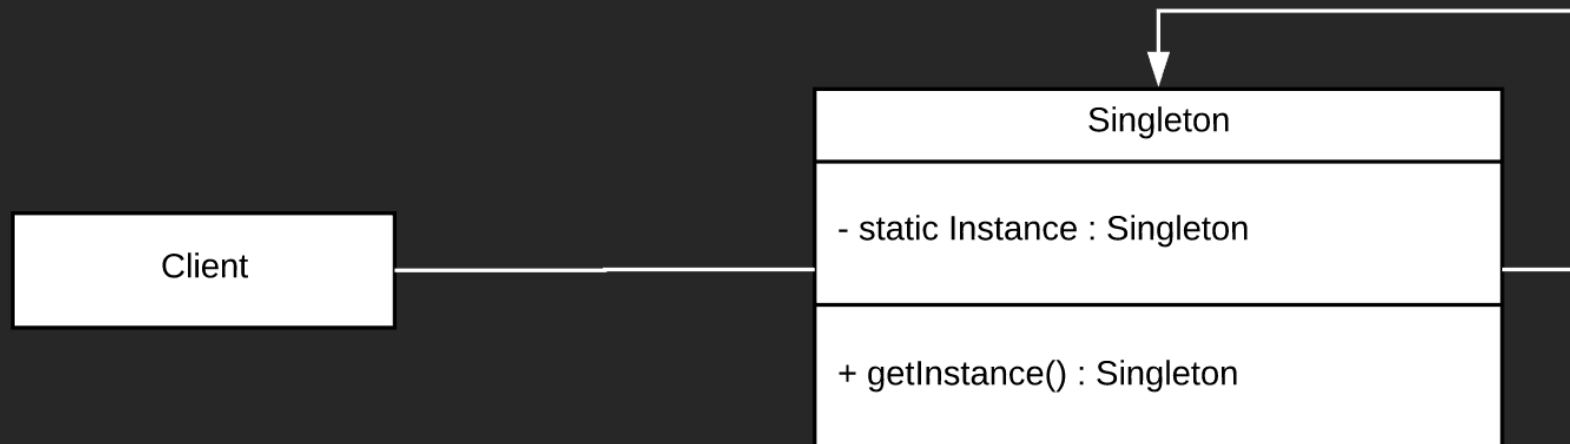 Singleton
- static Instance : Singleton
Client
+ getInstance() : Singleton